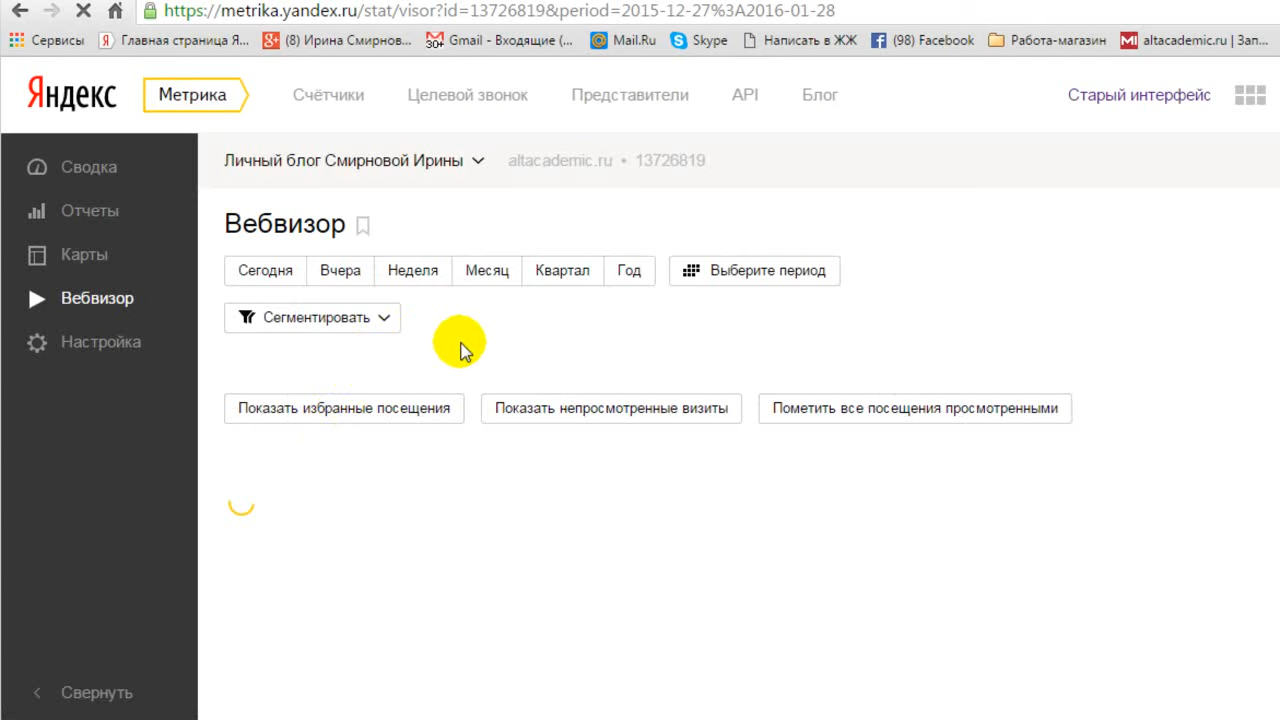 https://metrika.yandex.ru/stat/visor?id=13726819&period=2015-12-27%3A2016-01-28
Сервисы Главная страница Я... (8) Ирина Смирнов... 30+ Gmail - Входящие (... Mail.Ru Skype Написать в ЖЖ (98) Facebook Работа-магазин altacademic.ru | Зап...
Яндекс Метрика Счётчики Целевой звонок Представители API Блог Старый интерфейс
Личный блог Смирновой Ирины altacademic.ru • 13726819
Сводка
Отчеты
Карты
Вебвизор
Настройка
Свернуть
Вебвизор
Сегодня Вчера Неделя Месяц Квартал Год Выберите период
Сегментировать
Показать избранные посещения Показать непросмотренные визиты Пометить все посещения просмотренными